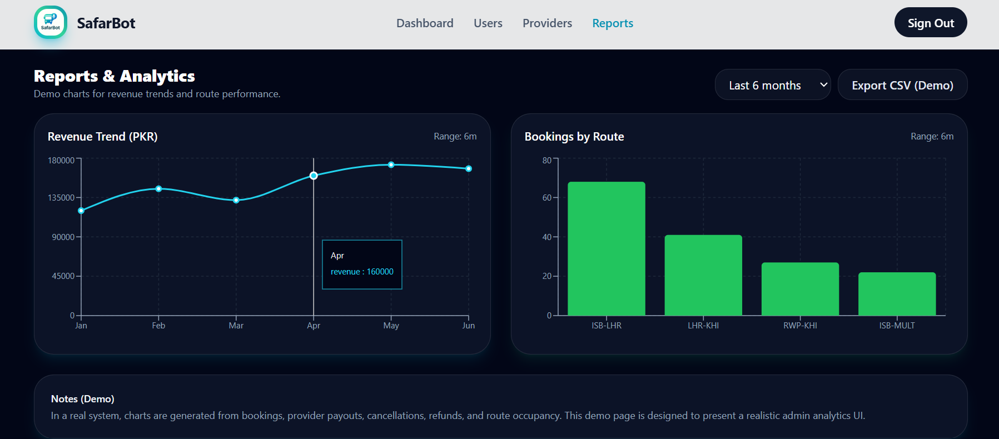 SafarBot
SafarBot
Dashboard Users Providers Reports
Sign Out
Reports & Analytics
Demo charts for revenue trends and route performance.
Last 6 months
Export CSV (Demo)
Revenue Trend (PKR)
Range: 6m
180000
135000
90000
45000
0
Jan Feb Mar Apr May Jun
Apr
revenue : 160000
Bookings by Route
Range: 6m
80
60
40
20
0
ISB-LHR LHR-KHI RWP-KHI ISB-MULT
Notes (Demo)
In a real system, charts are generated from bookings, provider payouts, cancellations, refunds, and route occupancy. This demo page is designed to present a realistic admin analytics UI.